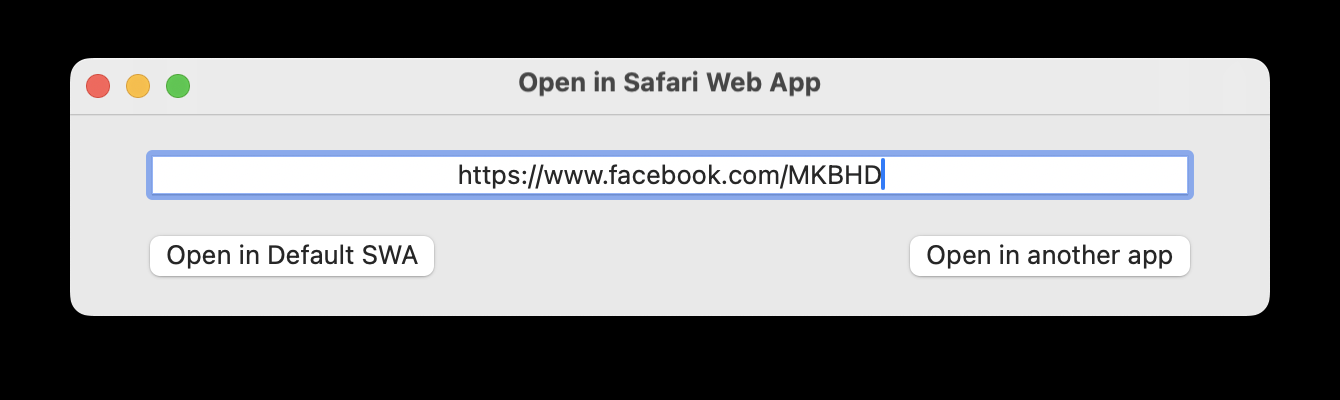 Open in Safari Web App
https://www.facebook.com/MKBHD
Open in Default SWA
Open in another app